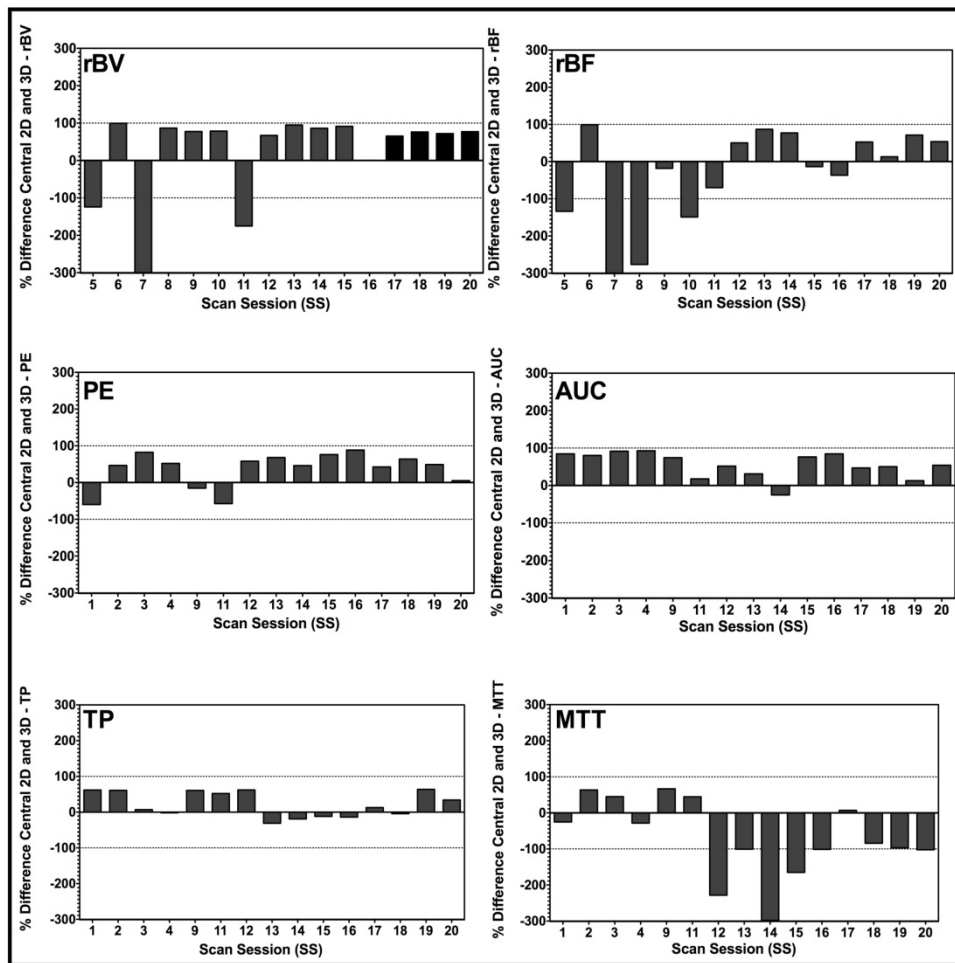 % Difference Central 2D and 3D - rBV
rBV
300
200
100
0
-100
-200
-300
5 6 7 8 9 10 11 12 13 14 15 16 17 18 19 20
Scan Session (SS)
% Difference Central 2D and 3D - rBF
rBF
300
200
100
0
-100
-200
-300
5 6 7 8 9 10 11 12 13 14 15 16 17 18 19 20
Scan Session (SS)
% Difference Central 2D and 3D - PE
PE
300
200
100
0
-100
-200
-300
1 2 3 4 9 11 12 13 14 15 16 17 18 19 20
Scan Session (SS)
% Difference Central 2D and 3D - AUC
AUC
300
200
100
0
-100
-200
-300
1 2 3 4 9 11 12 13 14 15 16 17 18 19 20
Scan Session (SS)
% Difference Central 2D and 3D - TP
TP
300
200
100
0
-100
-200
-300
1 2 3 4 9 11 12 13 14 15 16 17 18 19 20
Scan Session (SS)
% Difference Central 2D and 3D - MTT
MTT
300
200
100
0
-100
-200
-300
1 2 3 4 9 11 12 13 14 15 16 17 18 19 20
Scan Session (SS)